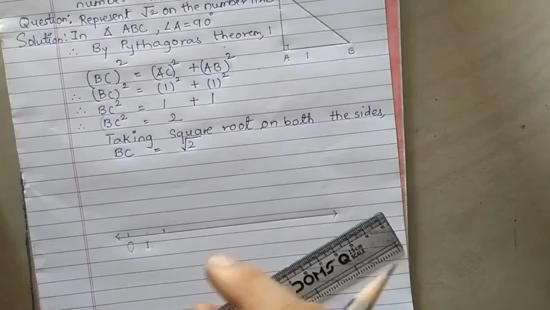 Question: Represent √2 on the number line
Solution: In Δ ABC, ∠A = 90°
∴ By Pythagoras theorem,
(BC)² = (AC)² + (AB)²
∴ (BC)² = (1)² + (1)²
∴ BC² = 1 + 1
∴ BC² = 2
Taking square root on both the sides,
BC = √2
1
A 1 B
0 1
DOMS